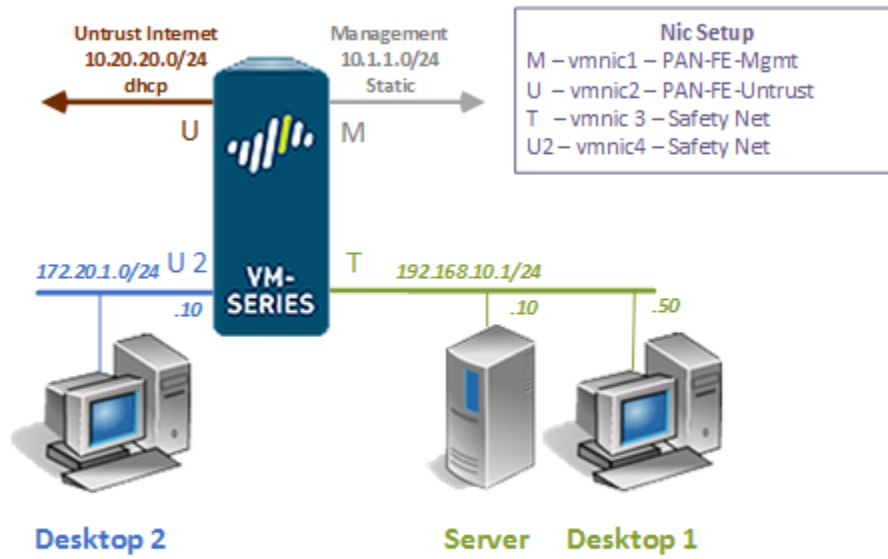 Untrust Internet
10.20.20.0/24
dhcp
Management
10.1.1.0/24
Static
U
M
Nic Setup
M – vmnic1 – PAN-FE-Mgmt
U – vmnic2 – PAN-FE-Untrust
T – vmnic 3 – Safety Net
U2 – vmnic4 – Safety Net
172.20.1.0/24
U 2
.10
VM-
SERIES
T
192.168.10.1/24
.10
.50
Desktop 2
Server
Desktop 1